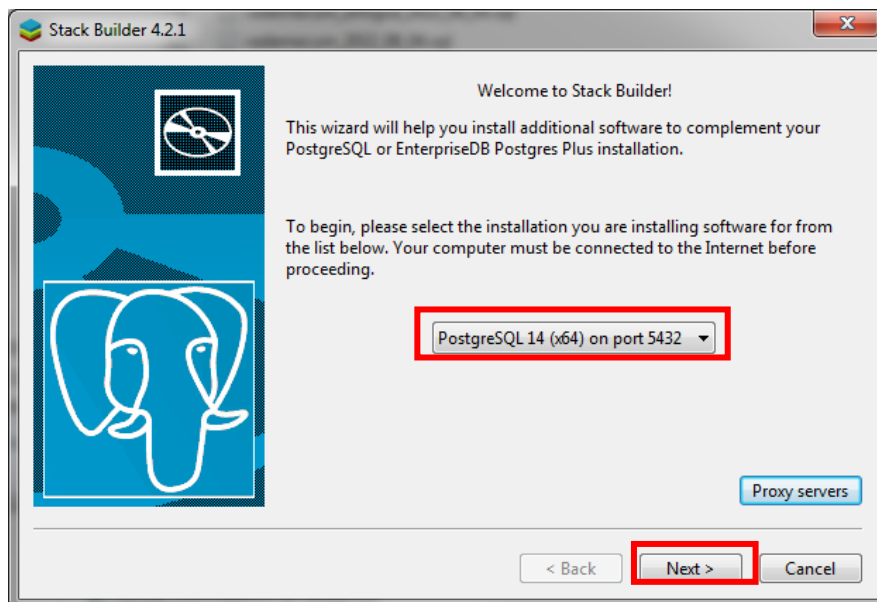 Stack Builder 4.2.1
Welcome to Stack Builder!
This wizard will help you install additional software to complement your
PostgreSQL or EnterpriseDB Postgres Plus installation.
To begin, please select the installation you are installing software for from
the list below. Your computer must be connected to the Internet before
proceeding.
PostgreSQL 14 (x64) on port 5432
Proxy servers
< Back
Next >
Cancel